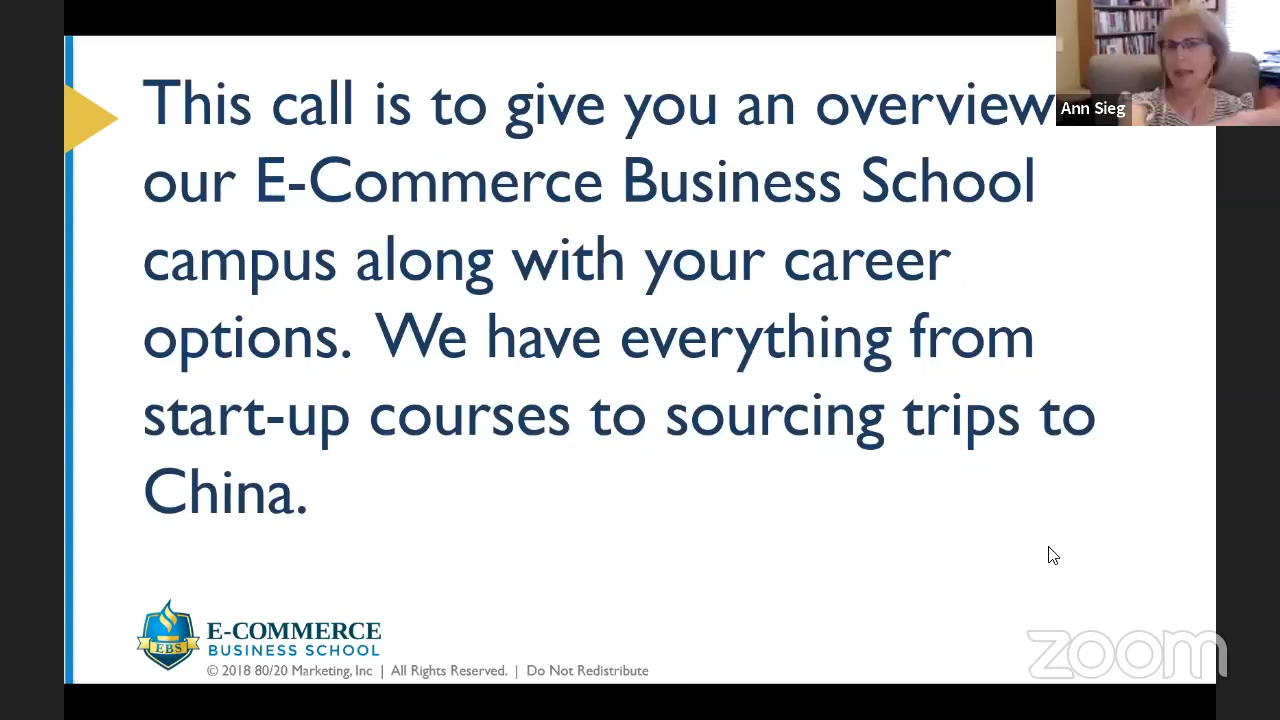 This call is to give you an overview
our E-Commerce Business School
campus along with your career
options. We have everything from
start-up courses to sourcing trips to
China.
Ann Sieg
EBS
E-COMMERCE
BUSINESS SCHOOL
© 2018 80/20 Marketing, Inc | All Rights Reserved. | Do Not Redistribute
zoom